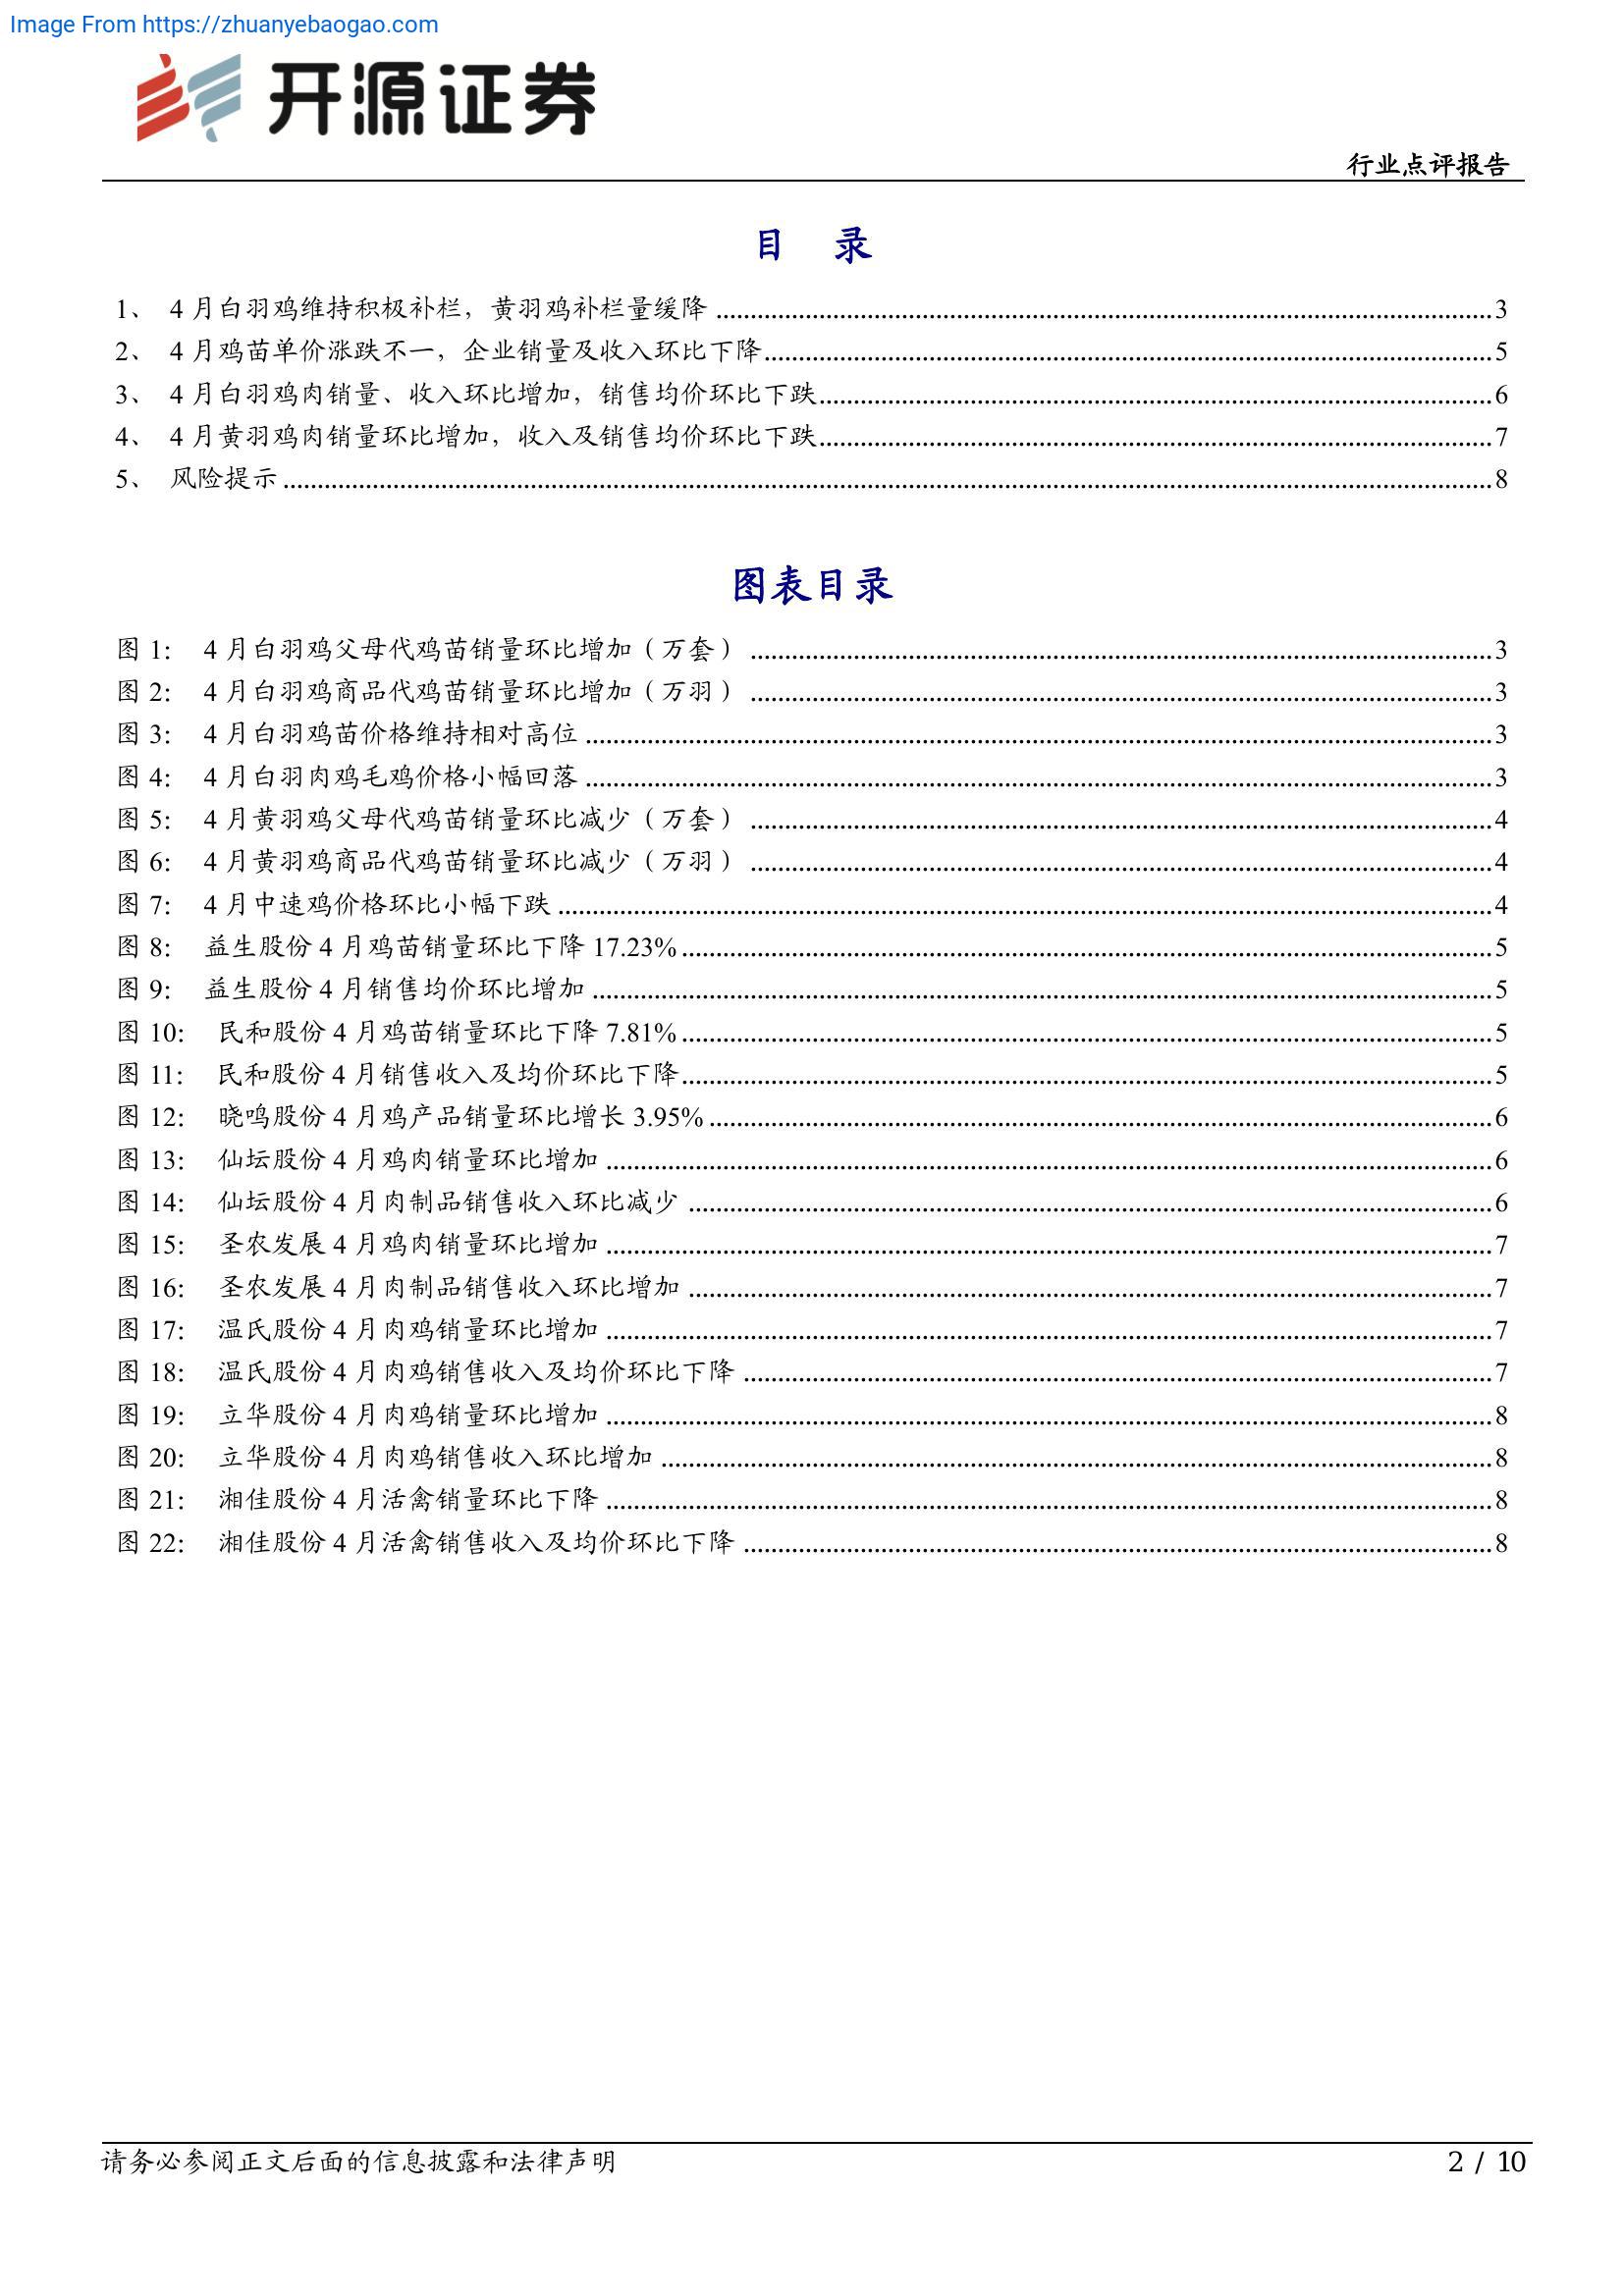 Image From https://zhuanyebaogao.com
开源证券
行业点评报告
目 录
1、 4 月白羽鸡维持积极补栏，黄羽鸡补栏量缓降 3
2、 4 月鸡苗单价涨跌不一，企业销量及收入环比下降 5
3、 4 月白羽鸡肉销量、收入环比增加，销售均价环比下跌 6
4、 4 月黄羽鸡肉销量环比增加，收入及销售均价环比下跌 7
5、 风险提示 8
图表目录
图 1： 4 月白羽鸡父母代鸡苗销量环比增加（万套） 3
图 2： 4 月白羽鸡商品代鸡苗销量环比增加（万羽） 3
图 3： 4 月白羽鸡苗价格维持相对高位 3
图 4： 4 月白羽肉鸡毛鸡价格小幅回落 3
图 5： 4 月黄羽鸡父母代鸡苗销量环比减少（万套） 4
图 6： 4 月黄羽鸡商品代鸡苗销量环比减少（万羽） 4
图 7： 4 月中速鸡价格环比小幅下跌 4
图 8： 益生股份 4 月鸡苗销量环比下降 17.23% 5
图 9： 益生股份 4 月销售均价环比增加 5
图 10： 民和股份 4 月鸡苗销量环比下降 7.81% 5
图 11： 民和股份 4 月销售收入及均价环比下降 5
图 12： 晓鸣股份 4 月鸡产品销量环比增长 3.95% 6
图 13： 仙坛股份 4 月鸡肉销量环比增加 6
图 14： 仙坛股份 4 月肉制品销售收入环比减少 6
图 15： 圣农发展 4 月鸡肉销量环比增加 7
图 16： 圣农发展 4 月肉制品销售收入环比增加 7
图 17： 温氏股份 4 月肉鸡销量环比增加 7
图 18： 温氏股份 4 月肉鸡销售收入及均价环比下降 7
图 19： 立华股份 4 月肉鸡销量环比增加 8
图 20： 立华股份 4 月肉鸡销售收入环比增加 8
图 21： 湘佳股份 4 月活禽销量环比下降 8
图 22： 湘佳股份 4 月活禽销售收入及均价环比下降 8
请务必参阅正文后面的信息披露和法律声明 2 / 10